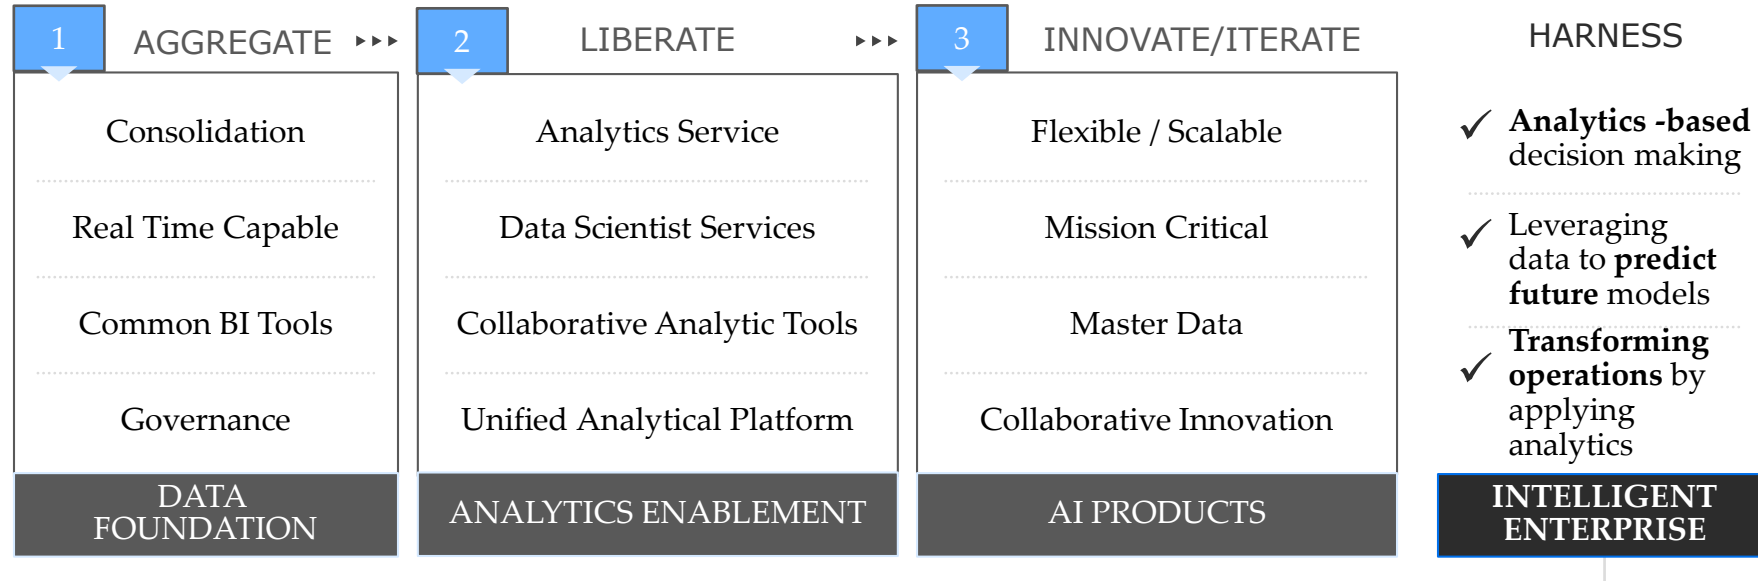 1
AGGREGATE
2
LIBERATE
3
INNOVATE/ITERATE
HARNESS
Consolidation
Real Time Capable
Common BI Tools
Governance
DATA
FOUNDATION
Analytics Service
Data Scientist Services
Collaborative Analytic Tools
Unified Analytical Platform
ANALYTICS ENABLEMENT
Flexible / Scalable
Mission Critical
Master Data
Collaborative Innovation
AI PRODUCTS
Analytics -based
decision making
Leveraging
data to predict
future models
Transforming
operations by
applying
analytics
INTELLIGENT
ENTERPRISE